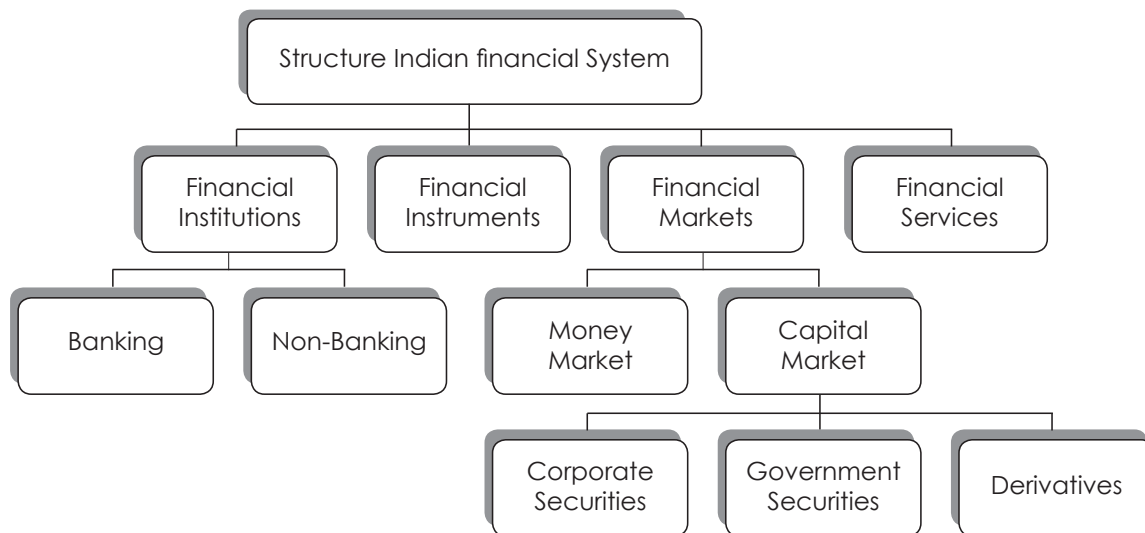 Structure Indian financial System
Financial
Institutions
Financial
Instruments
Financial
Markets
Financial
Services
Banking
Non-Banking
Money
Market
Capital
Market
Corporate
Securities
Government
Securities
Derivatives